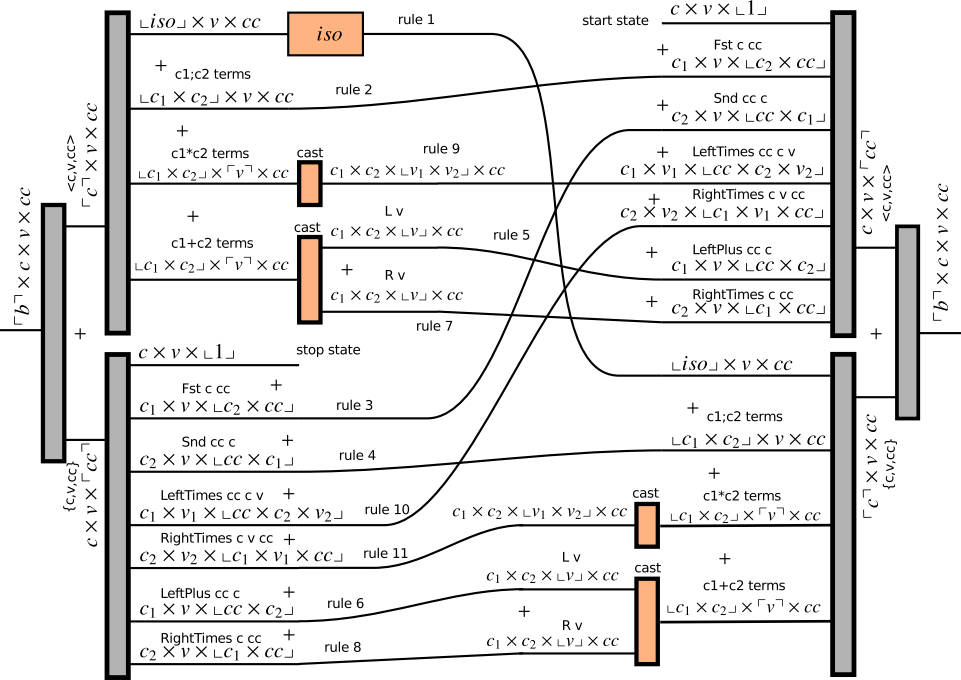 ⌞iso⌟ × v × cc
iso
rule 1
start state
c × v × ⌞1⌟
+
c1;c2 terms
⌞c₁ × c₂⌟ × v × cc
rule 2
+
Fst c cc
c₁ × v × ⌞c₂ × cc⌟
+
Snd cc c
c₂ × v × ⌞cc × c₁⌟
+
c1*c2 terms
⌞c₁ × c₂⌟ × ⌜v⌝ × cc
cast
rule 9
c₁ × c₂ × ⌞v₁ × v₂⌟ × cc
+
LeftTimes cc c v
c₁ × v₁ × ⌞cc × c₂ × v₂⌟
+
RightTimes c v cc
c₂ × v₂ × ⌞c₁ × v₁ × cc⌟
+
c1+c2 terms
⌞c₁ × c₂⌟ × ⌜v⌝ × cc
cast
L v
c₁ × c₂ × ⌞v⌟ × cc
rule 5
+
R v
c₁ × c₂ × ⌞v⌟ × cc
rule 7
+
LeftPlus cc c
c₁ × v × ⌞cc × c₂⌟
+
RightTimes c cc
c₂ × v × ⌞c₁ × cc⌟
<c,v,cc>
⌜c⌝ × v × cc
⌜b⌝ × c × v × cc
+
{c,v,cc}
c × v × ⌜cc⌝
c × v × ⌜cc⌝
<c,v,cc>
⌜b⌝ × c × v × cc
+
⌜c⌝ × v × cc
{c,v,cc}
c × v × ⌞1⌟
stop state
⌞iso⌟ × v × cc
Fst c cc
+
c₁ × v × ⌞c₂ × cc⌟
rule 3
+
c1;c2 terms
⌞c₁ × c₂⌟ × v × cc
Snd cc c
+
c₂ × v × ⌞cc × c₁⌟
rule 4
LeftTimes cc c v
+
c₁ × v₁ × ⌞cc × c₂ × v₂⌟
rule 10
c₁ × c₂ × ⌞v₁ × v₂⌟ × cc
cast
+
c1*c2 terms
⌞c₁ × c₂⌟ × ⌜v⌝ × cc
RightTimes c v cc
+
c₂ × v₂ × ⌞c₁ × v₁ × cc⌟
rule 11
LeftPlus cc c
+
c₁ × v × ⌞cc × c₂⌟
rule 6
L v
c₁ × c₂ × ⌞v⌟ × cc
cast
+
c1+c2 terms
⌞c₁ × c₂⌟ × ⌜v⌝ × cc
RightTimes c cc
+
c₂ × v × ⌞c₁ × cc⌟
rule 8
+
R v
c₁ × c₂ × ⌞v⌟ × cc